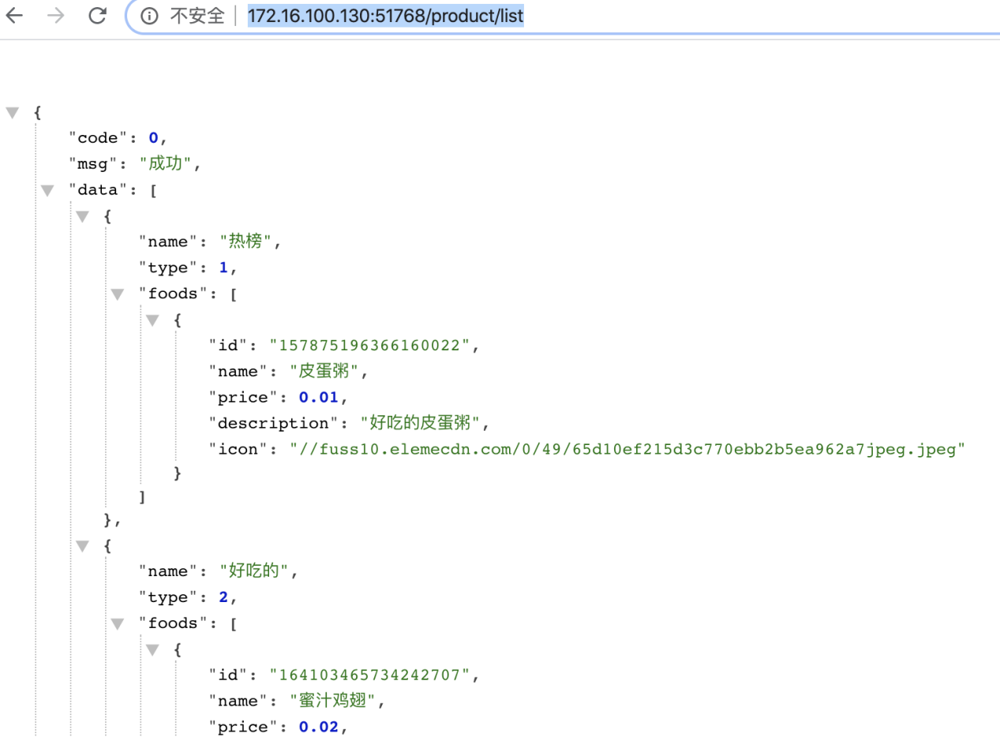 不安全 | 172.16.100.130:51768/product/list
{
"code": 0,
"msg": "成功",
"data": [
{
"name": "热榜",
"type": 1,
"foods": [
{
"id": "157875196366160022",
"name": "皮蛋粥",
"price": 0.01,
"description": "好吃的皮蛋粥",
"icon": "//fuss10.elemecdn.com/0/49/65d10ef215d3c770ebb2b5ea962a7jpeg.jpeg"
}
]
},
{
"name": "好吃的",
"type": 2,
"foods": [
{
"id": "164103465734242707",
"name": "蜜汁鸡翅",
"price": 0.02,